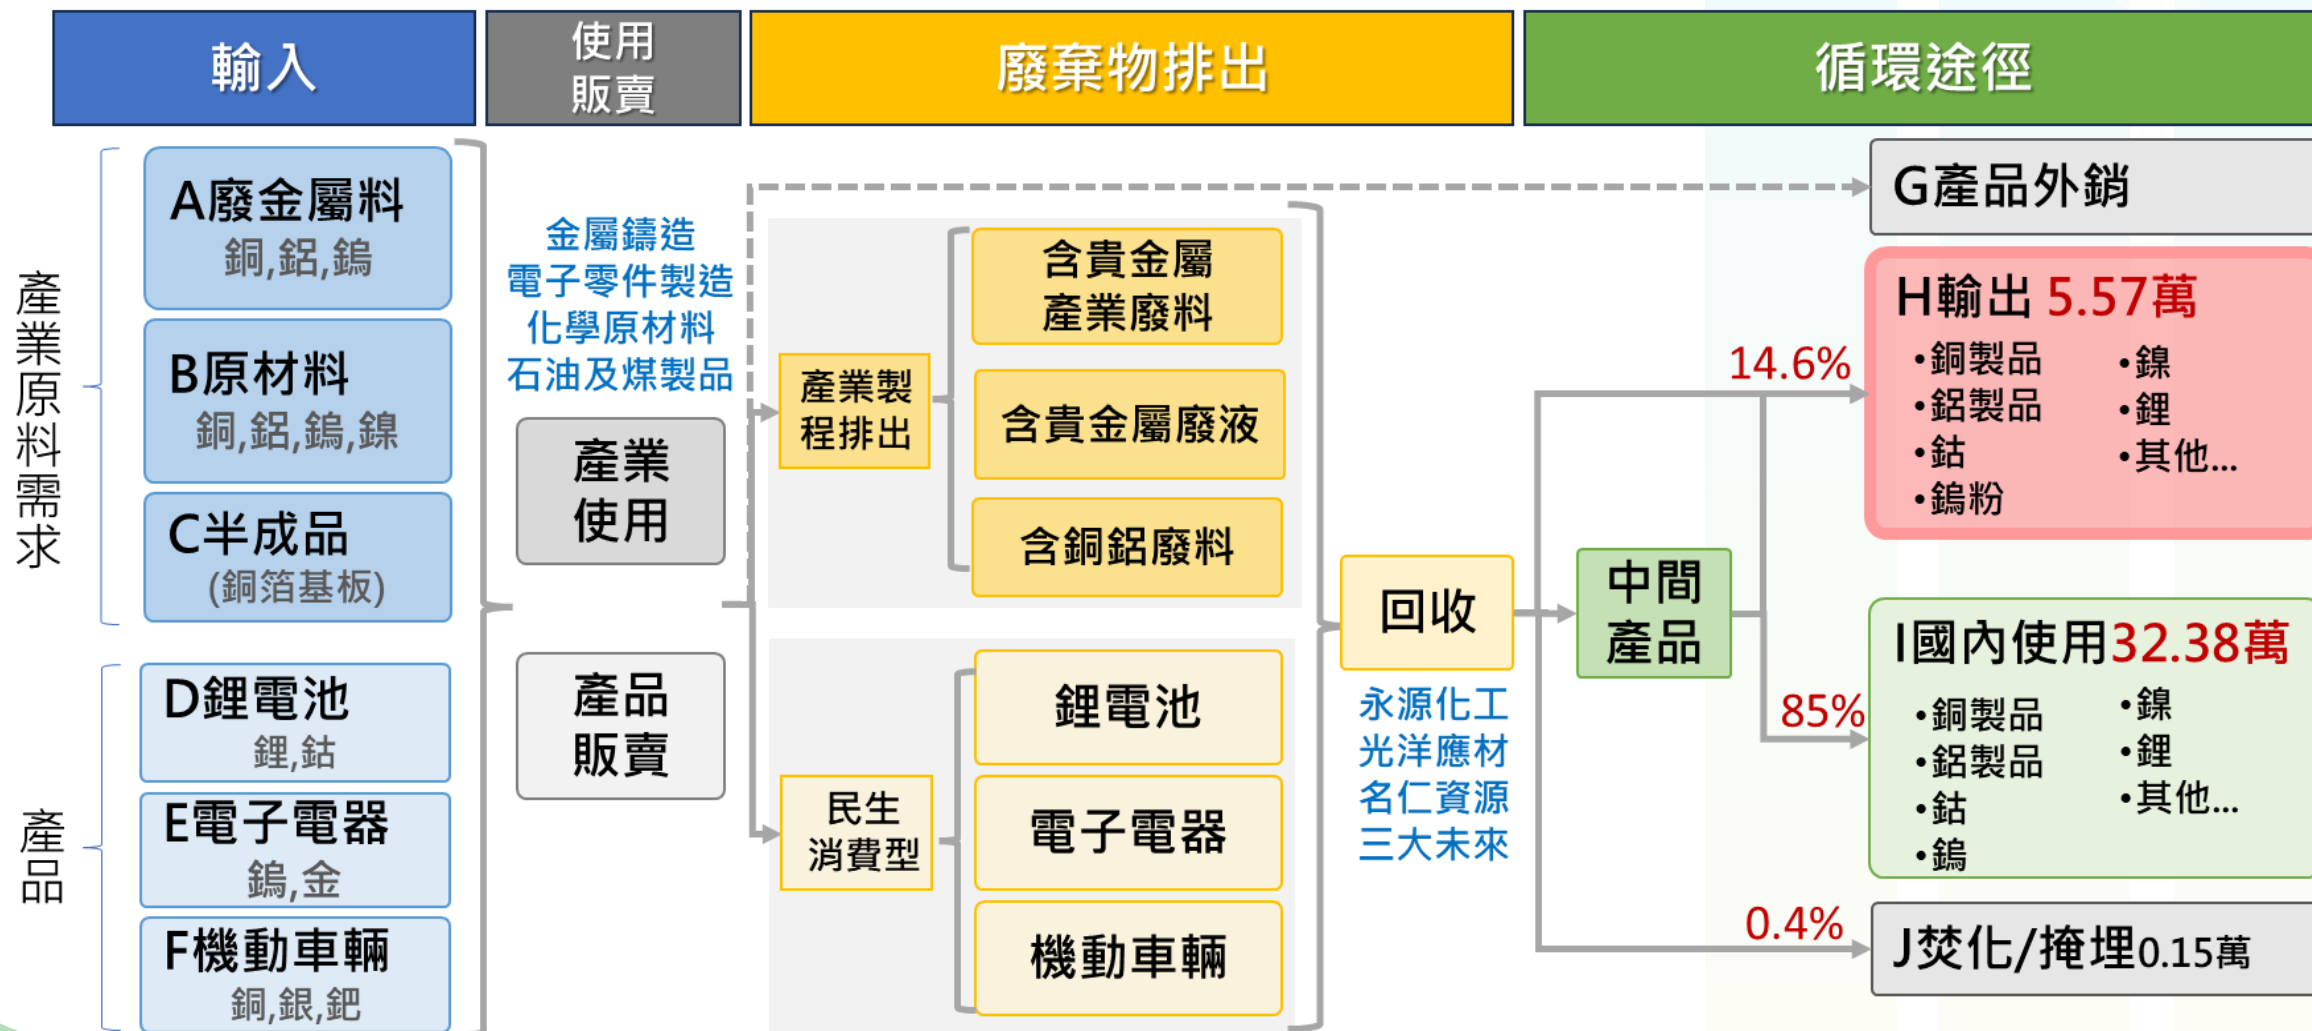 輸入
使用
販賣
廢棄物排出
循環途徑
產業原料需求
A廢金屬料
銅,鋁,鎢
B原材料
銅,鋁,鎢,鎳
C半成品
(銅箔基板)
產品
D鋰電池
鋰,鈷
E電子電器
鎢,金
F機動車輛
銅,銀,鈀
金屬鑄造
電子零件製造
化學原材料
石油及煤製品
產業
使用
產品
販賣
產業製
程排出
含貴金屬
產業廢料
含貴金屬廢液
含銅鋁廢料
民生
消費型
鋰電池
電子電器
機動車輛
回收
永源化工
光洋應材
名仁資源
三大未來
中間
產品
14.6%
85%
0.4%
G產品外銷
H輸出 5.57萬
•銅製品
•鋁製品
•鈷
•鎢粉
•鎳
•鋰
•其他...
I國內使用32.38萬
•銅製品
•鋁製品
•鈷
•鎢
•鎳
•鋰
•其他...
J焚化/掩埋0.15萬